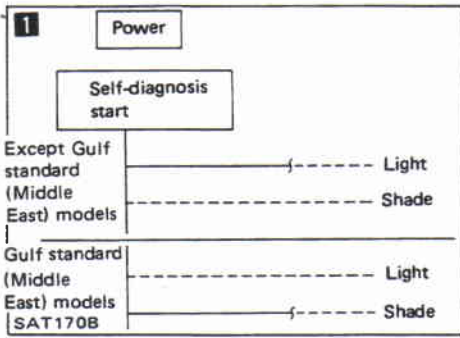 1
Power
Self-diagnosis
start
Except Gulf
standard
(Middle
East) models
Light
Shade
Gulf standard
(Middle
East) models
SAT170B
Light
Shade